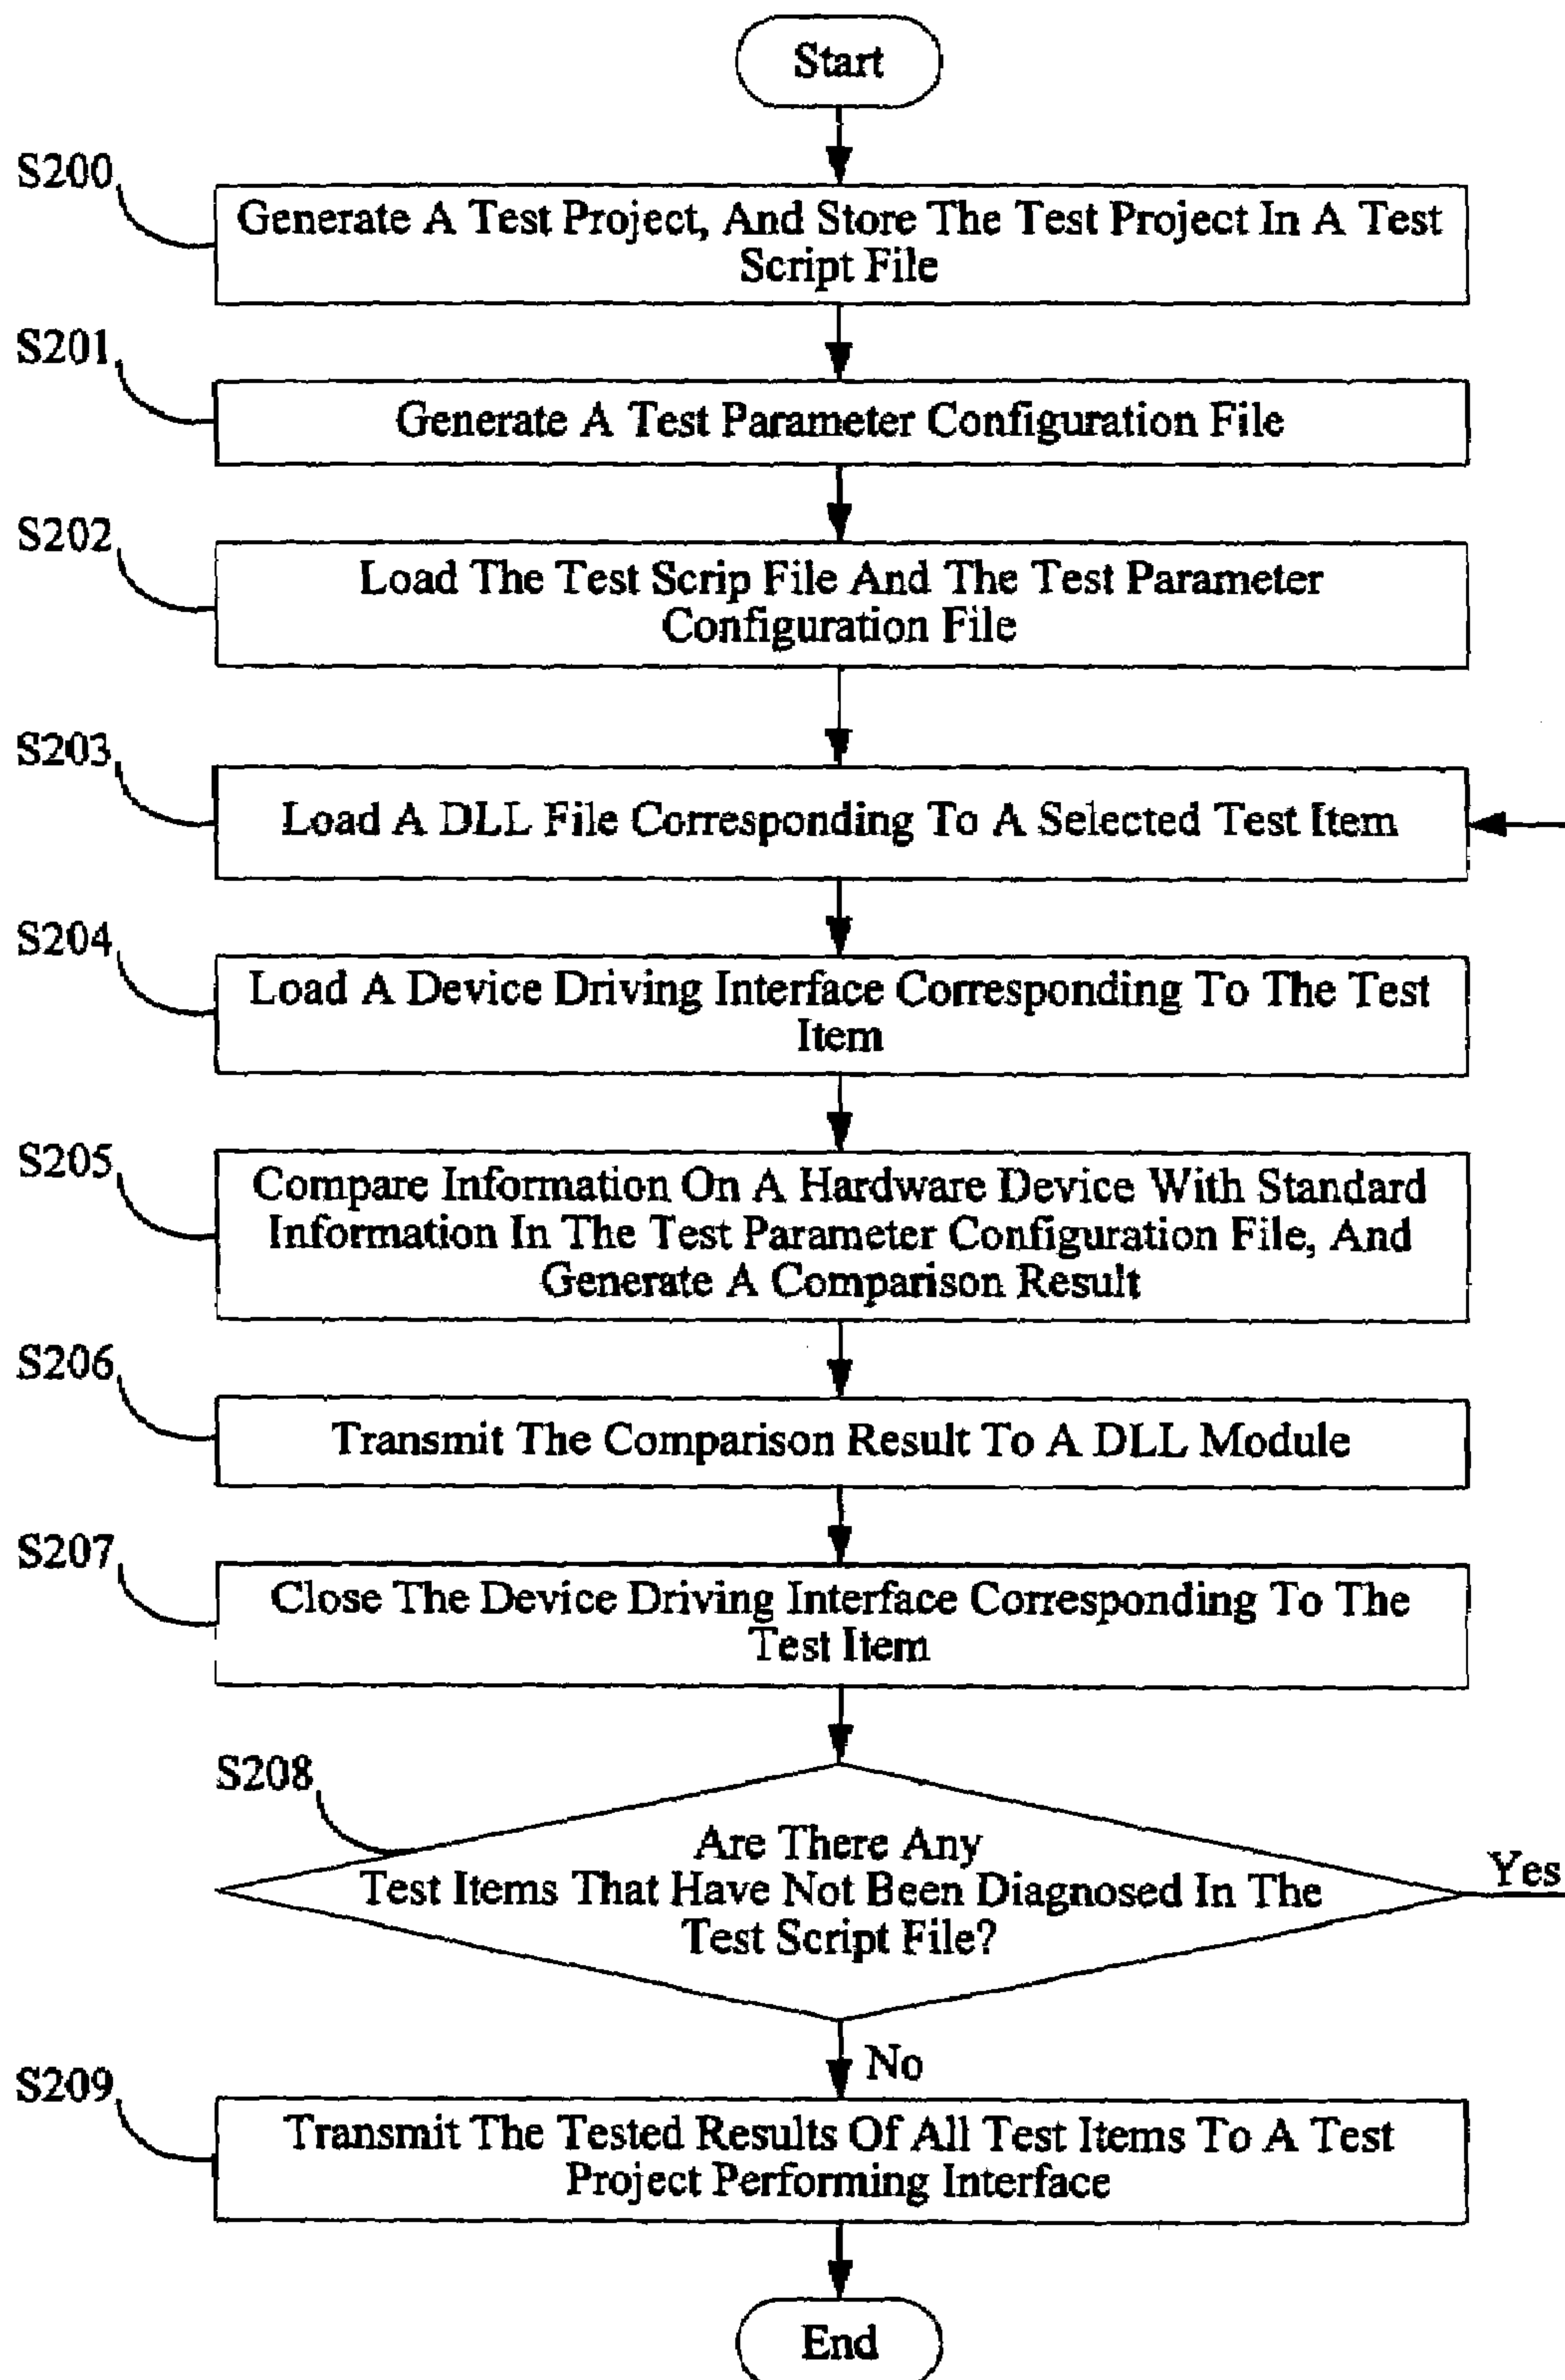 Start
S200
Generate A Test Project, And Store The Test Project In A Test
Script File
S201
Generate A Test Parameter Configuration File
S202
Load The Test Scrip File And The Test Parameter
Configuration File
S203
Load A DLL File Corresponding To A Selected Test Item
S204
Load A Device Driving Interface Corresponding To The Test
Item
S205
Compare Information On A Hardware Device With Standard
Information In The Test Parameter Configuration File, And
Generate A Comparison Result
S206
Transmit The Comparison Result To A DLL Module
S207
Close The Device Driving Interface Corresponding To The
Test Item
S208
Are There Any
Test Items That Have Not Been Diagnosed In The
Test Script File?
Yes
No
S209
Transmit The Tested Results Of All Test Items To A Test
Project Performing Interface
End